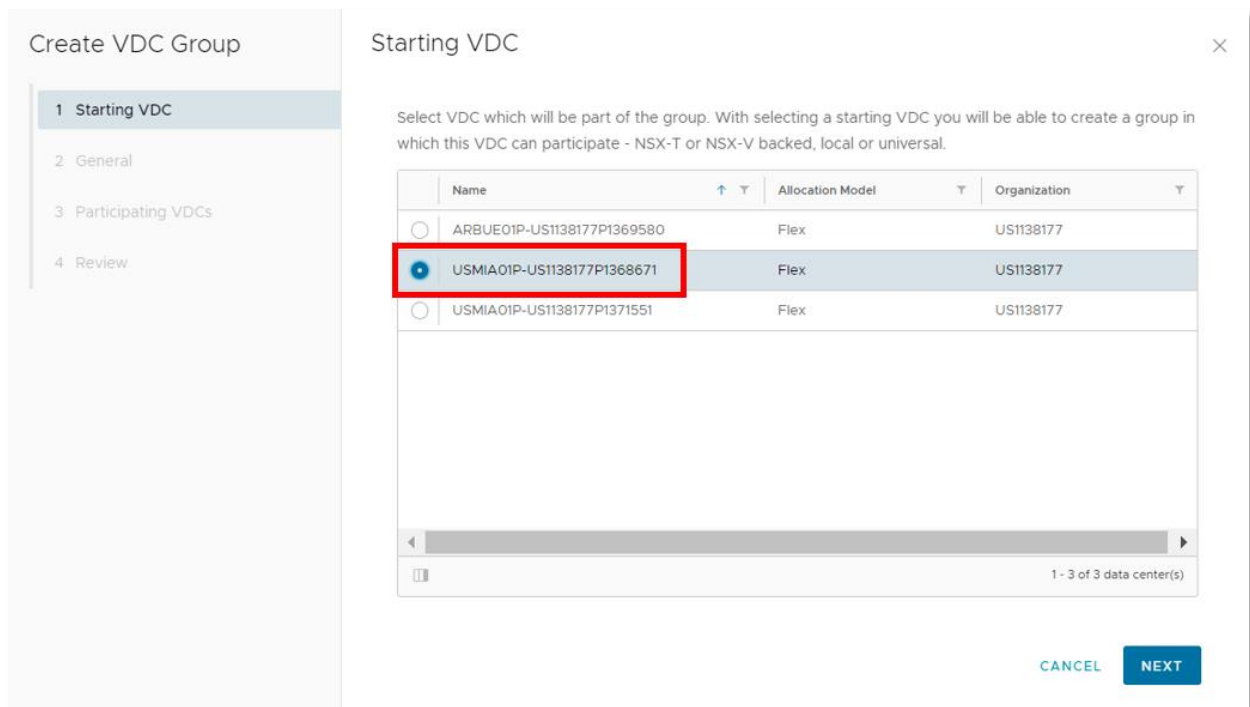 Create VDC Group
1 Starting VDC
2 General
3 Participating VDCs
4 Review
Starting VDC
Select VDC which will be part of the group. With selecting a starting VDC you will be able to create a group in
which this VDC can participate - NSX-T or NSX-V backed, local or universal.
Name Allocation Model Organization
ARBUE01P-US1138177P1369580 Flex US1138177
USMIA01P-US1138177P1368671 Flex US1138177
USMIA01P-US1138177P1371551 Flex US1138177
1 - 3 of 3 data center(s)
CANCEL NEXT